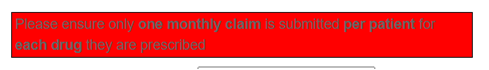 Please ensure only one monthly claim is submitted per patient for
each drug they are prescribed